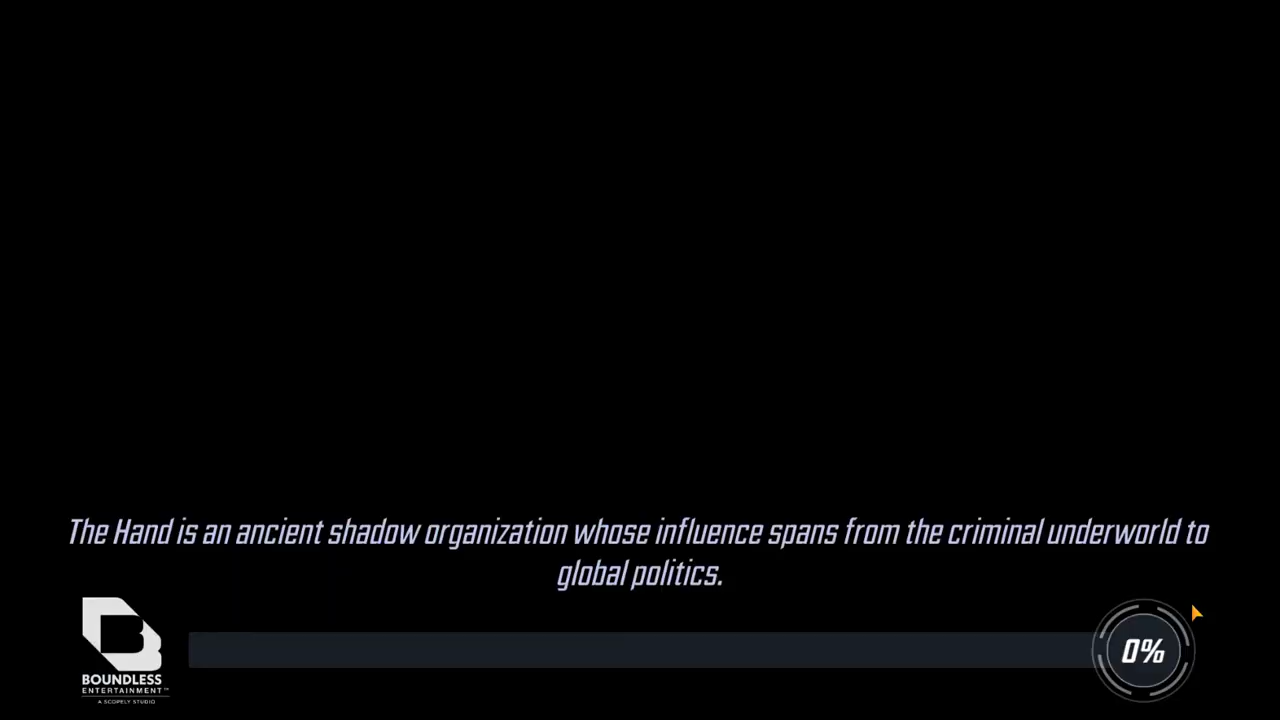 The Hand is an ancient shadow organization whose influence spans from the criminal underworld to
global politics.
0%
BOUNDLESS
ENTERTAINMENT™
A SCOPELY STUDIO